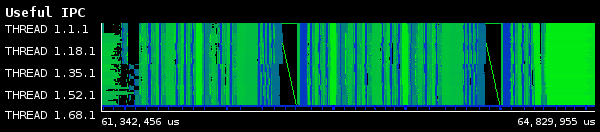 Useful IPC
THREAD 1.1.1
THREAD 1.18.1
THREAD 1.35.1
THREAD 1.52.1
THREAD 1.68.1
61,342,456 us 64,829,955 us